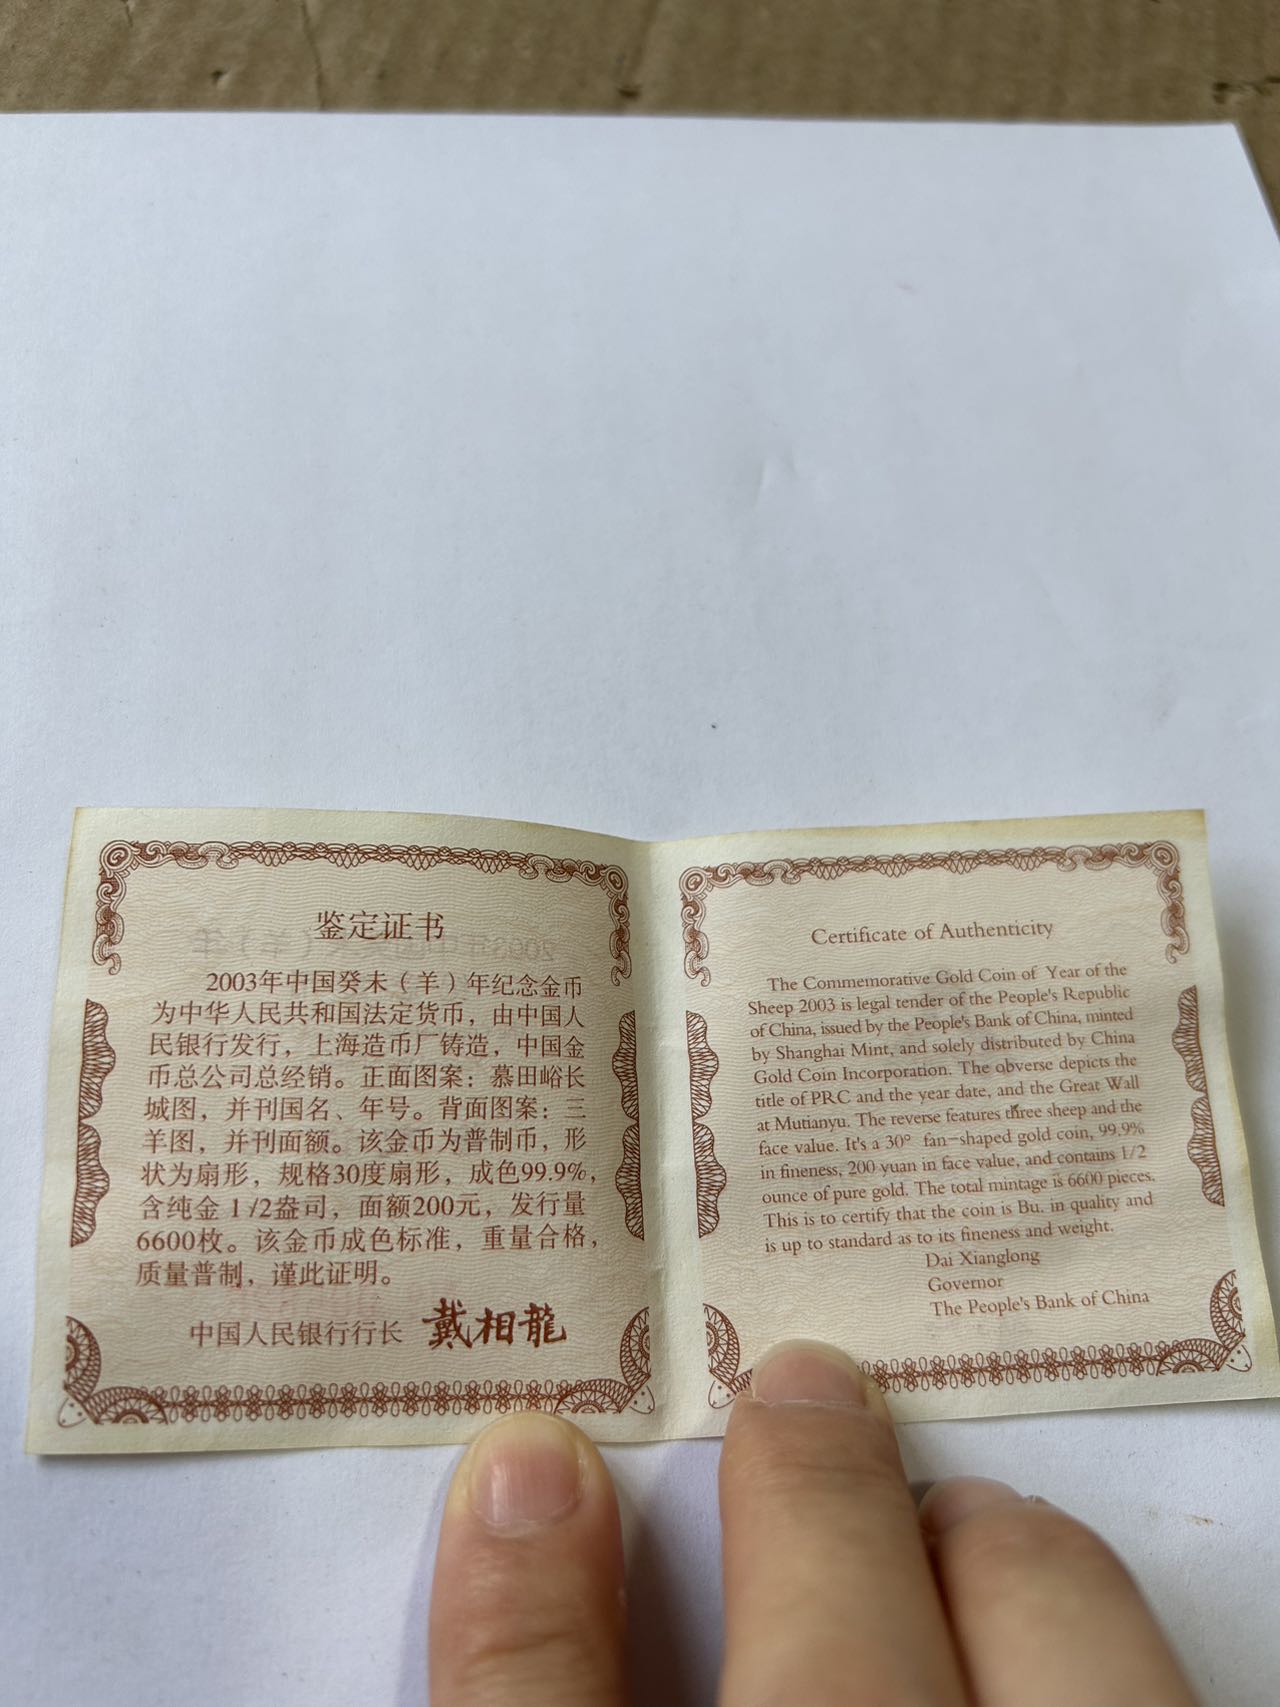 鉴定证书
2003年中国癸未（羊）年纪念金币
为中华人民共和国法定货币，由中国人
民银行发行，上海造币厂铸造，中国金
币总公司总经销。正面图案：慕田峪长
城图，并刊国名、年号。背面图案：三
羊图，并刊面额。该金币为普制币，形
状为扇形，规格30度扇形，成色99.9%，
含纯金1/2盎司，面额200元，发行量
6600枚。该金币成色标准，重量合格，
质量普制，谨此证明。
中国人民银行行长 戴相龍
Certificate of Authenticity
The Commemorative Gold Coin of Year of the
Sheep 2003 is legal tender of the People's Republic
of China, issued by the People's Bank of China, minted
by Shanghai Mint, and solely distributed by China
Gold Coin Incorporation. The obverse depicts the
title of PRC and the year date, and the Great Wall
at Mutianyu. The reverse features three sheep and the
face value. It's a 30° fan-shaped gold coin, 99.9%
in fineness, 200 yuan in face value, and contains 1/2
ounce of pure gold. The total mintage is 6600 pieces.
This is to certify that the coin is Bu. in quality and
is up to standard as to its fineness and weight.
Dai Xianglong
Governor
The People's Bank of China